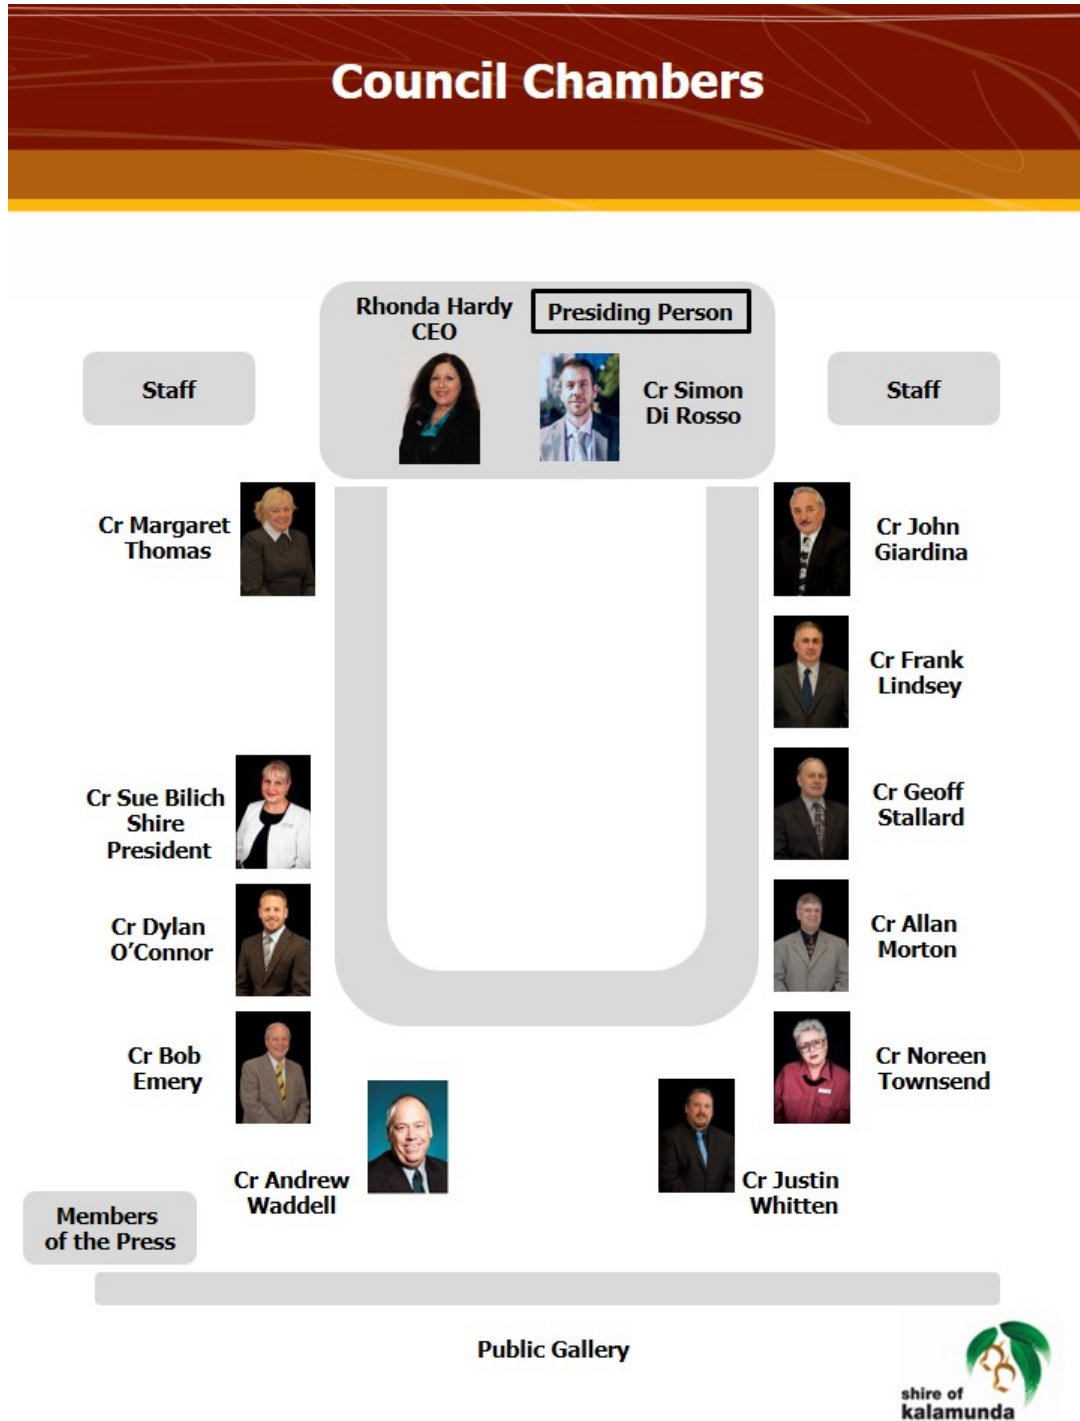 Council Chambers
Rhonda Hardy
CEO
Presiding Person
Staff
Cr Simon
Di Rosso
Staff
Cr Margaret
Thomas
Cr John
Giardina
Cr Frank
Lindsey
Cr Sue Bilich
Shire
President
Cr Geoff
Stallard
Cr Dylan
O'Connor
Cr Allan
Morton
Cr Bob
Emery
Cr Noreen
Townsend
Cr Andrew
Waddell
Cr Justin
Whitten
Members
of the Press
Public Gallery
shire of
kalamunda